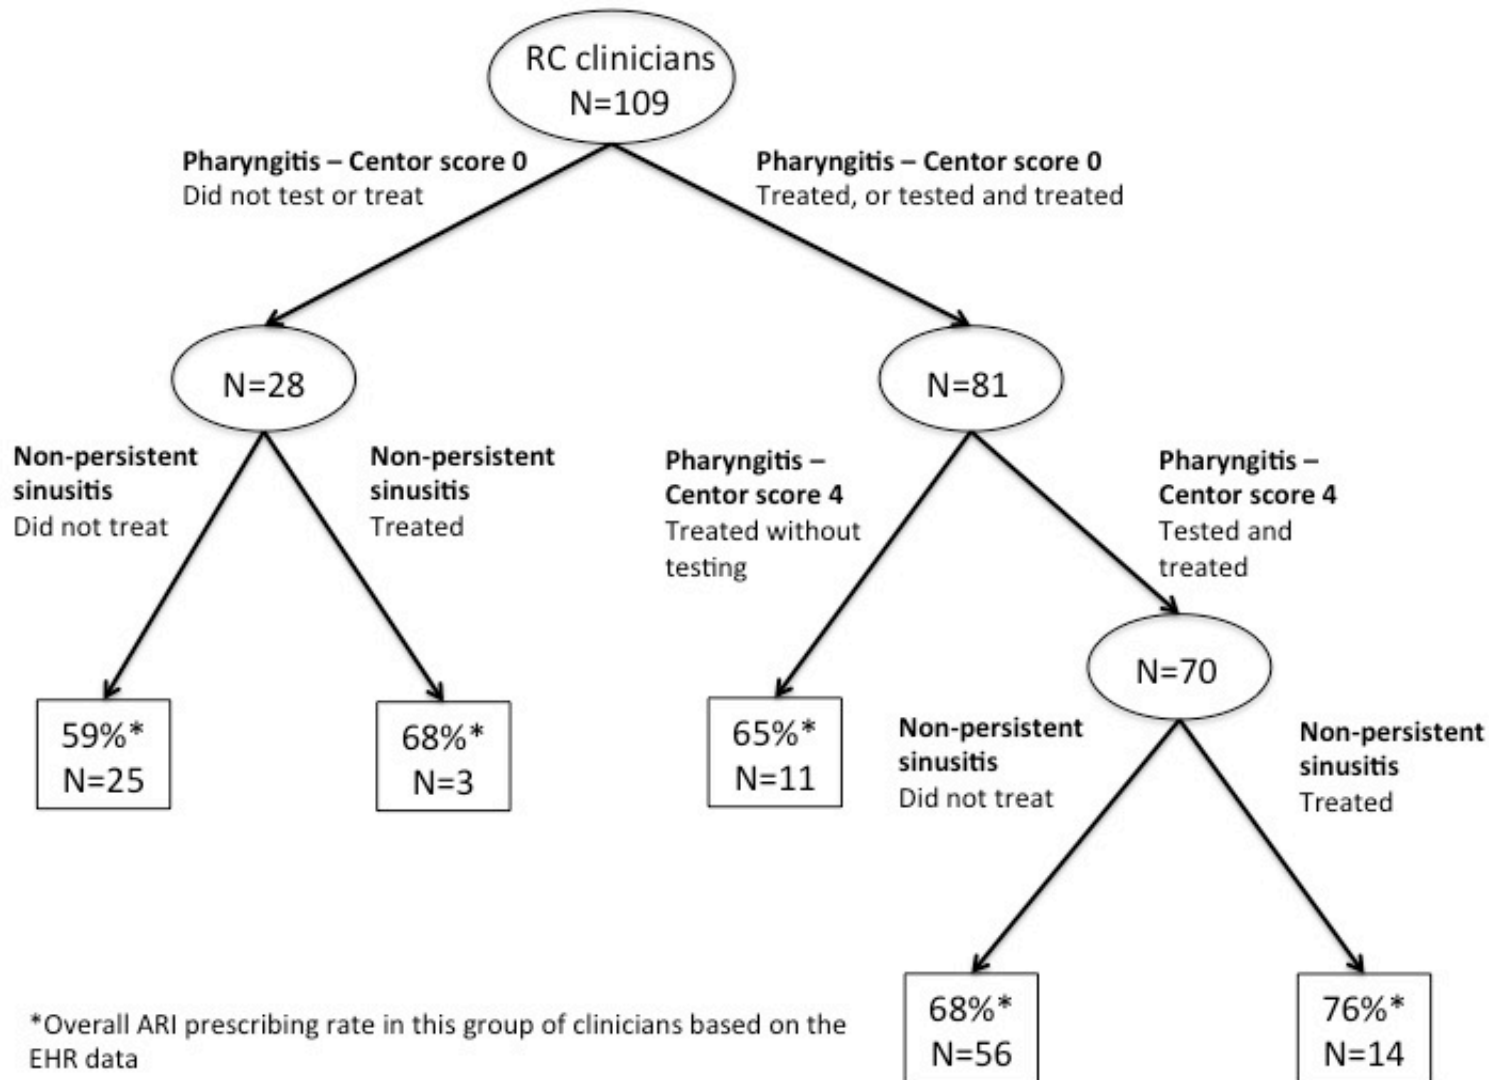 RC clinicians
N=109
Pharyngitis – Centor score 0
Did not test or treat
Pharyngitis – Centor score 0
Treated, or tested and treated
N=28
N=81
Non-persistent
sinusitis
Did not treat
Non-persistent
sinusitis
Treated
Pharyngitis –
Centor score 4
Treated without
testing
Pharyngitis –
Centor score 4
Tested and
treated
N=70
59%*
N=25
68%*
N=3
65%*
N=11
Non-persistent
sinusitis
Did not treat
Non-persistent
sinusitis
Treated
68%*
N=56
76%*
N=14
*Overall ARI prescribing rate in this group of clinicians based on the
EHR data